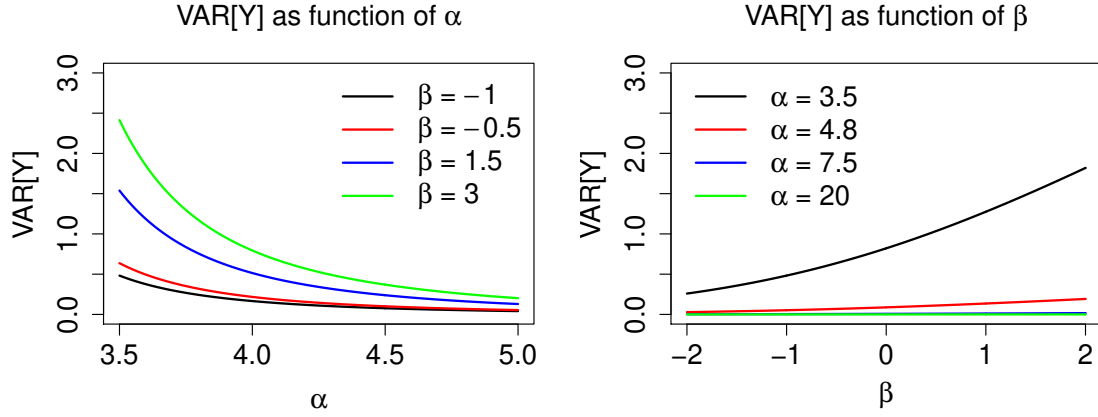 VAR[Y] as function of α
VAR[Y]
3.0
2.0
1.0
0.0
β = −1
β = −0.5
β = 1.5
β = 3
3.5
4.0
4.5
5.0
α
VAR[Y] as function of β
VAR[Y]
3.0
2.0
1.0
0.0
α = 3.5
α = 4.8
α = 7.5
α = 20
−2
−1
0
1
2
β